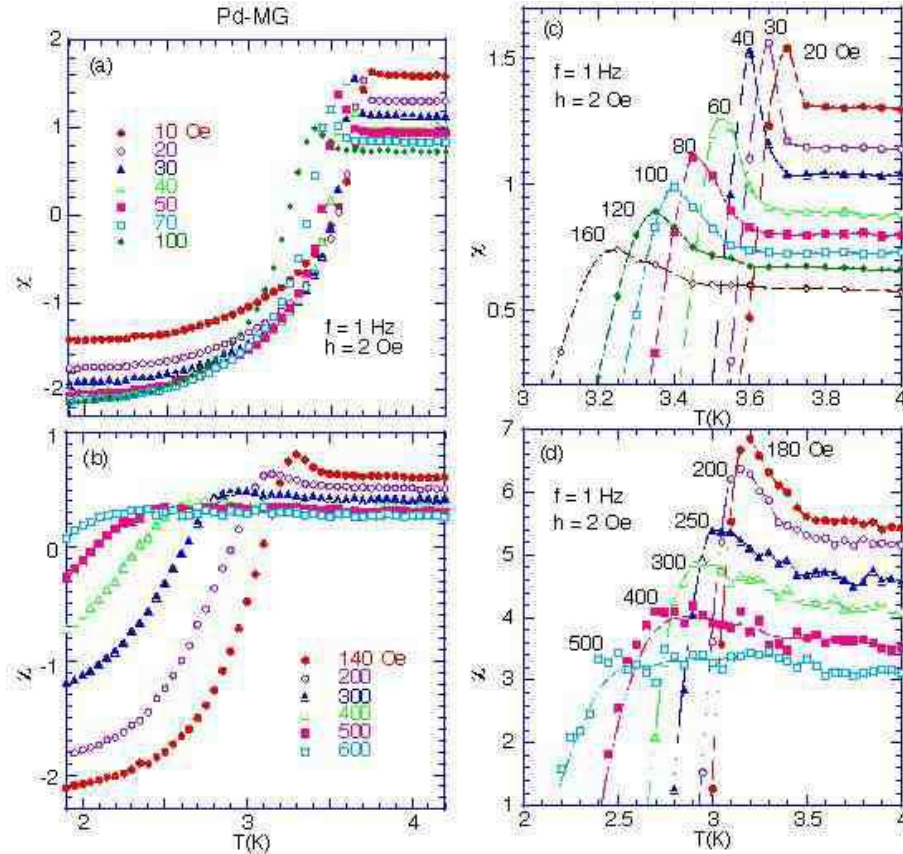 Pd-MG
(a)
10 Oe
20
30
40
50
70
100
f = 1 Hz
h = 2 Oe
χ
2
1
0
-1
-2
(b)
140 Oe
200
300
400
500
600
χ
1
0
-1
-2
2
3
4
T(K)
(c)
f = 1 Hz
h = 2 Oe
40
30
20 Oe
60
80
100
120
160
χ
1.5
1
0.5
3
3.2
3.4
3.6
3.8
4
T(K)
(d)
f = 1 Hz
h = 2 Oe
180 Oe
200
250
300
400
500
χ
7
6
5
4
3
2
1
2
2.5
3
3.5
4
T(K)